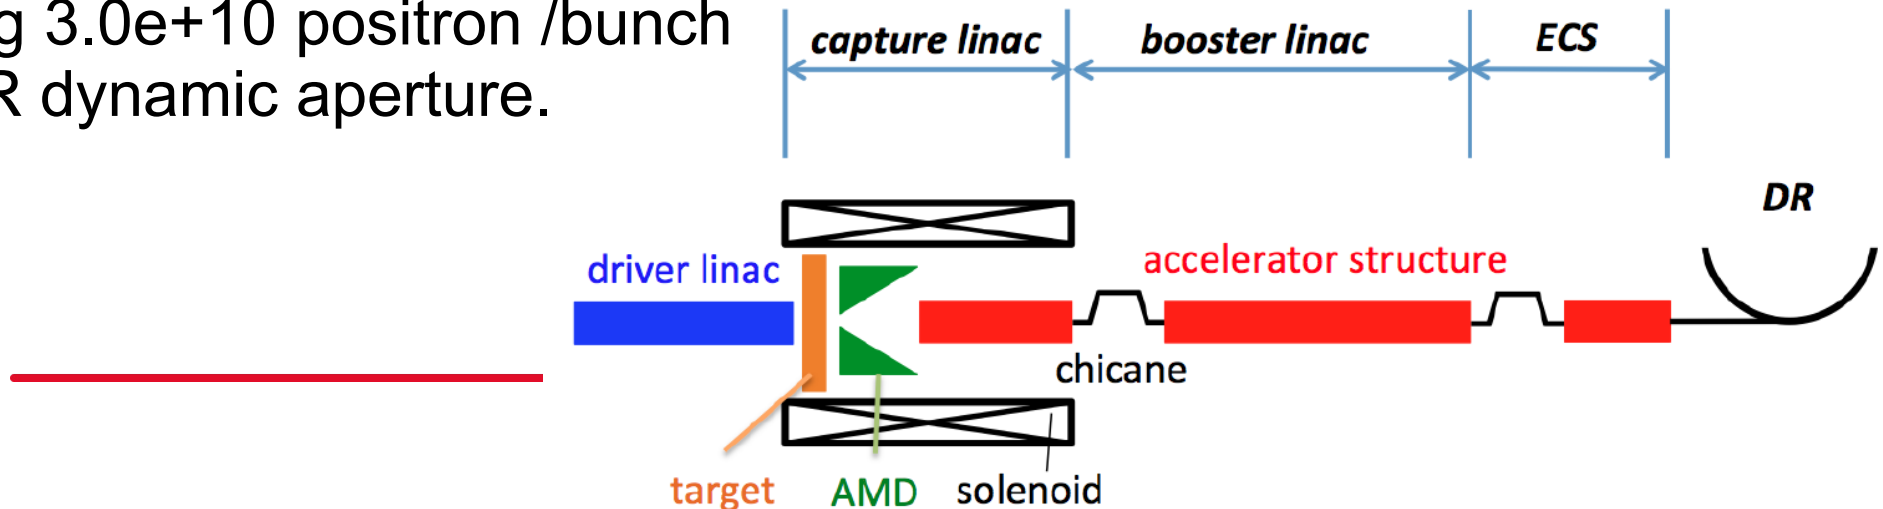 g 3.0e+10 positron /bunch
R dynamic aperture.
capture linac
booster linac
ECS
DR
driver linac
accelerator structure
chicane
target
AMD
solenoid